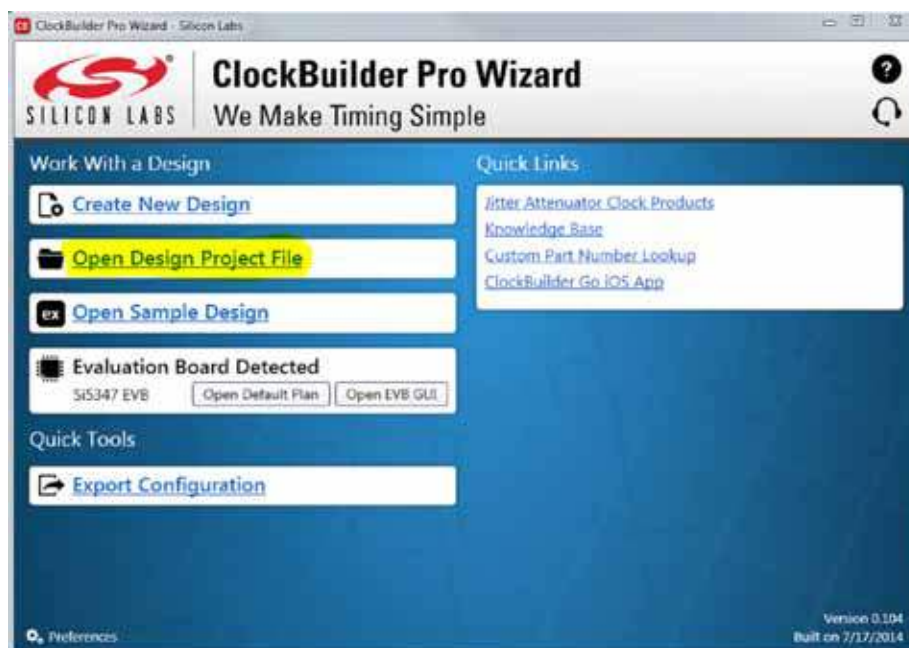 ClockBuilder Pro Wizard - Silicon Labs
SILICON LABS
ClockBuilder Pro Wizard
We Make Timing Simple
?
Work With a Design
Create New Design
Open Design Project File
ex Open Sample Design
Evaluation Board Detected
Si5347 EVB Open Default Plan Open EVB GUI
Quick Tools
Export Configuration
Quick Links
Jitter Attenuator Clock Products
Knowledge Base
Custom Part Number Lookup
ClockBuilder Go iOS App
Preferences
Version 0.104
Built on 7/17/2014